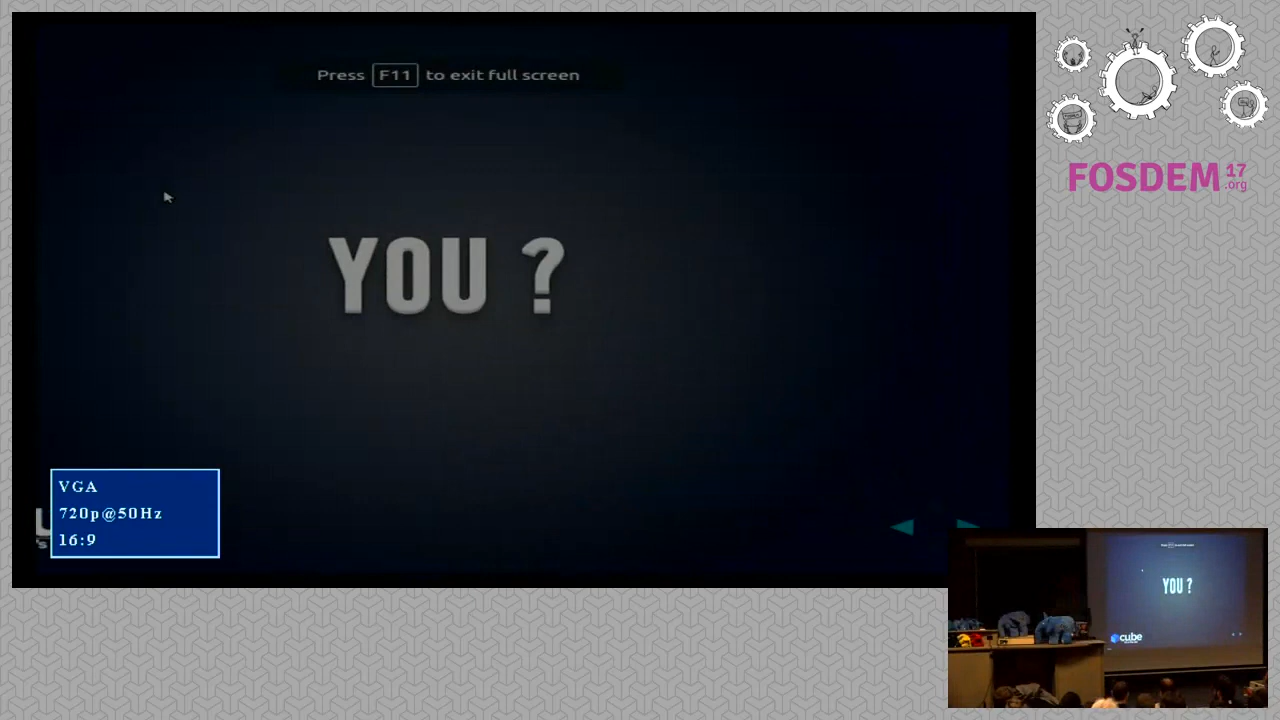 Press F11 to exit full screen
YOU ?
VGA
720p@50Hz
16:9
FOSDEM 17
.org
YOU ?
cube